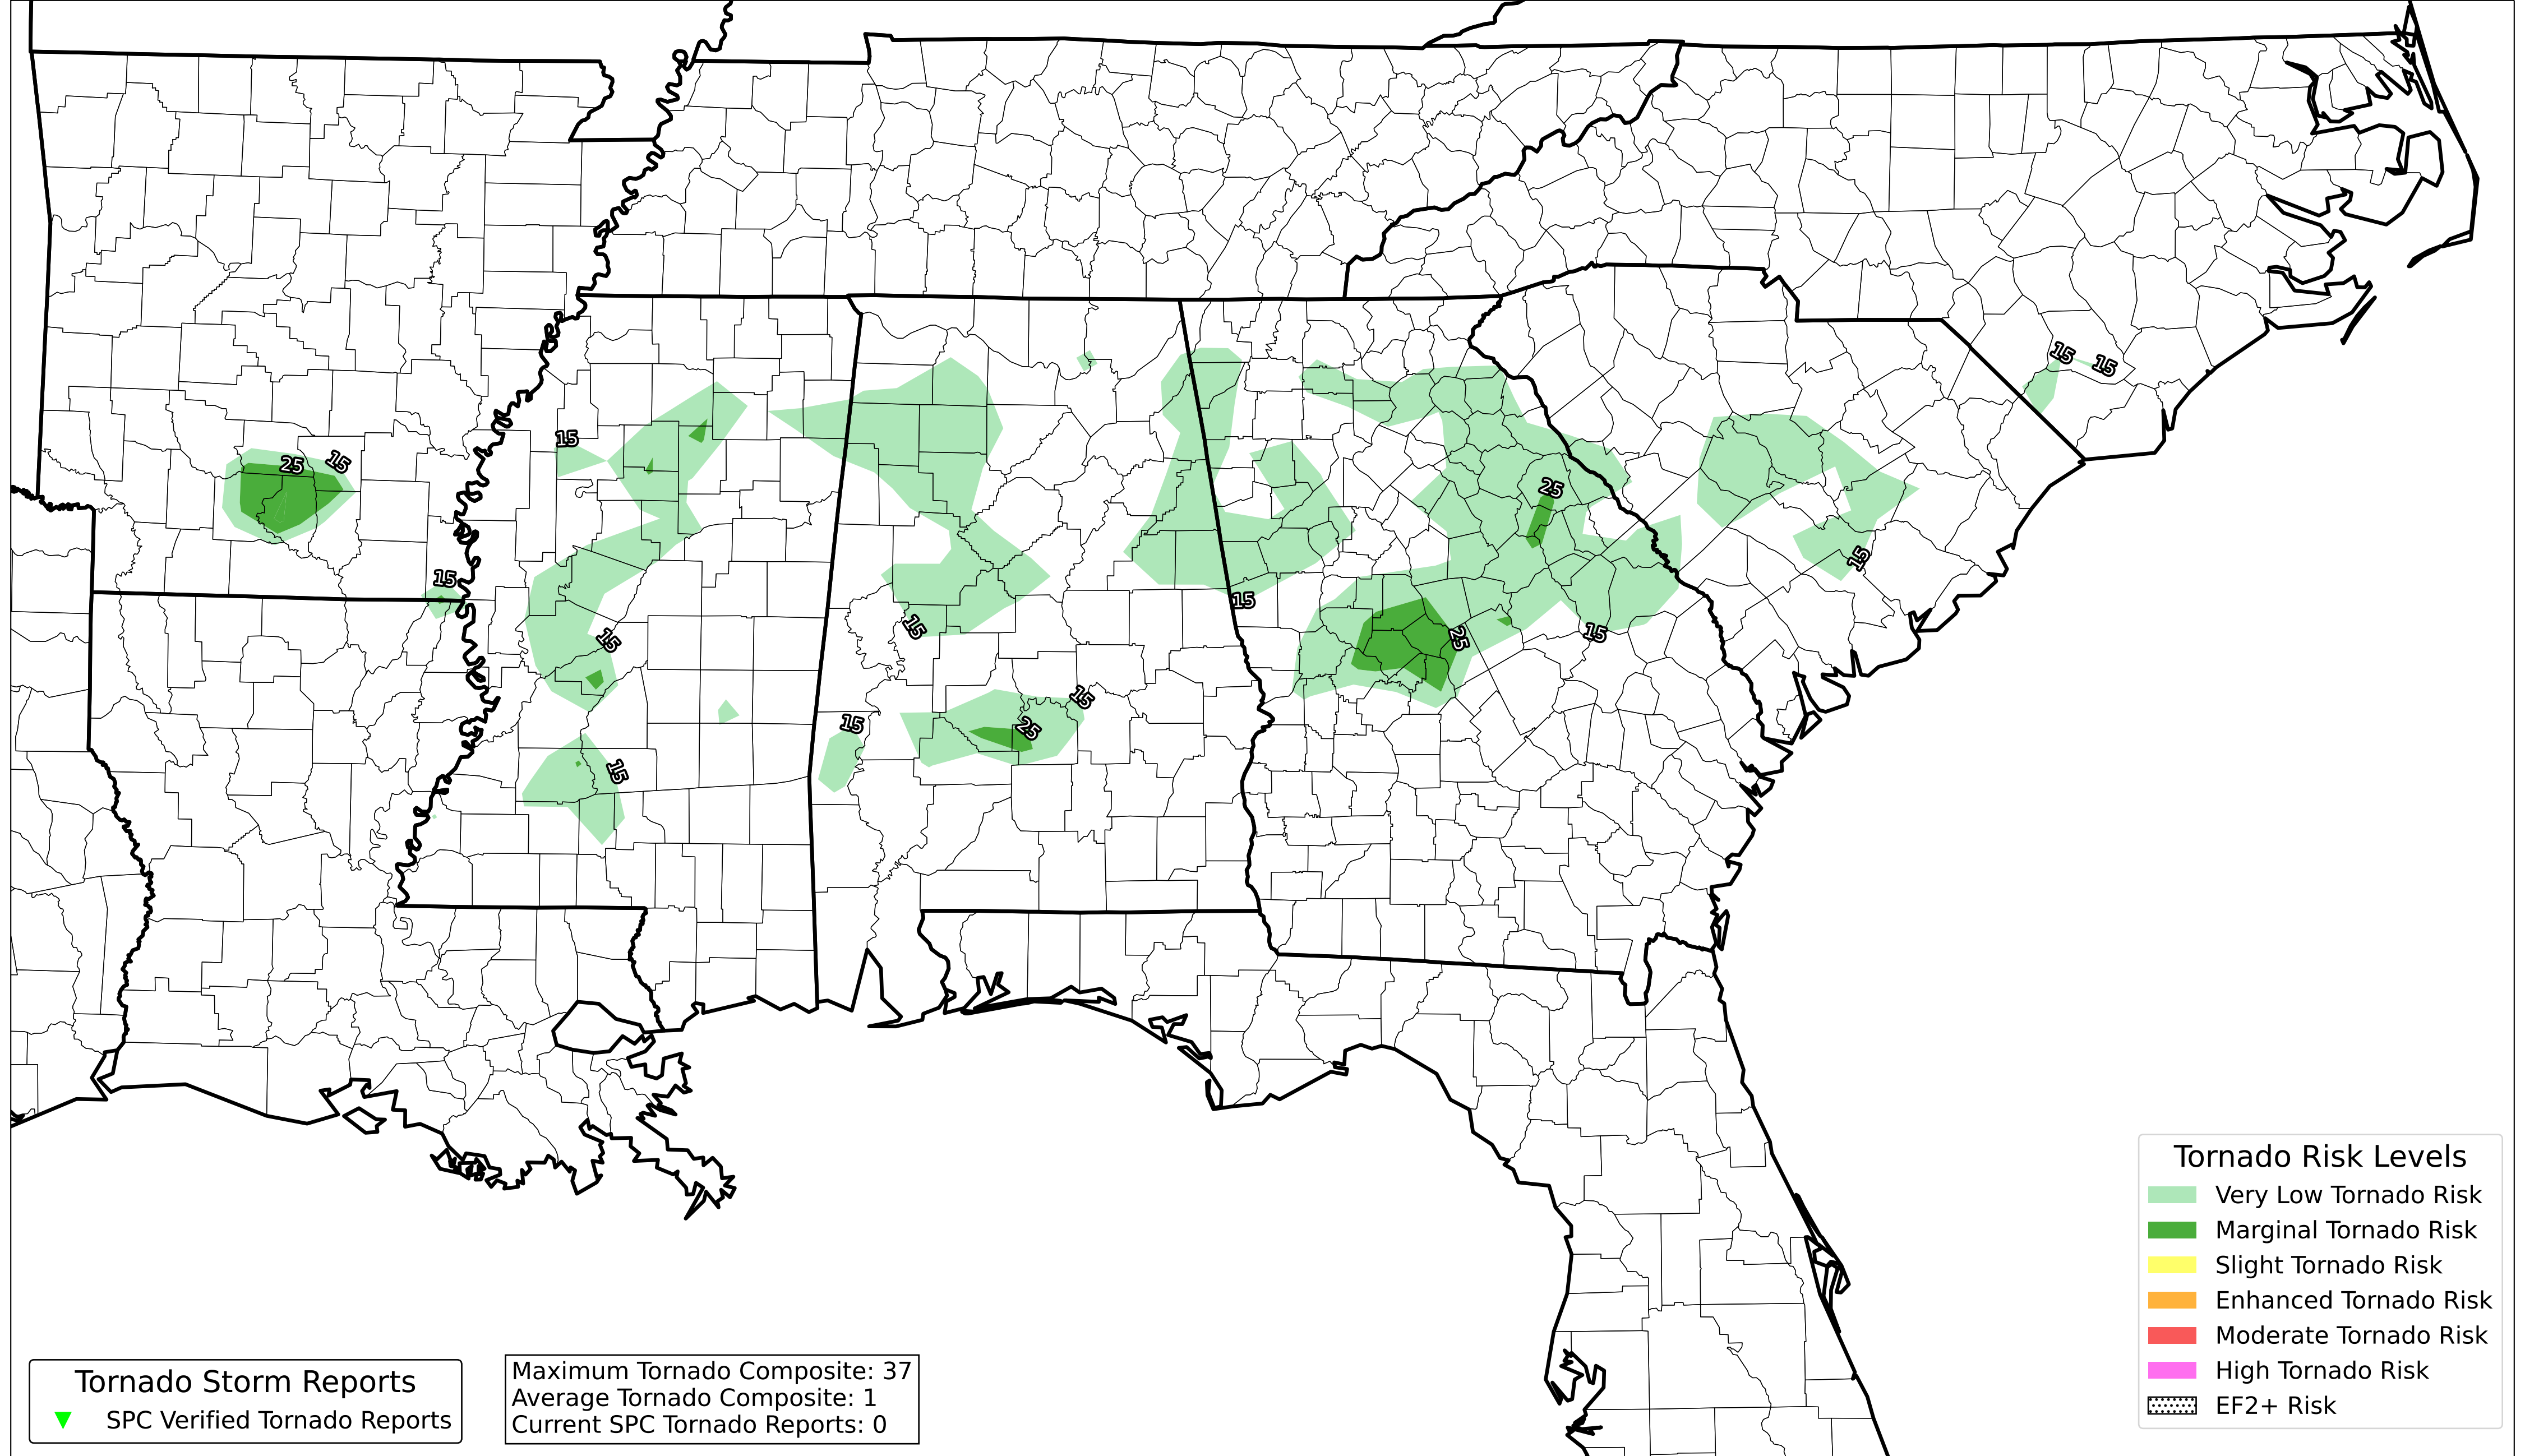 15
15
15
15
25
15
25
15
15
15
15
25
15
15
25
15
15
Tornado Risk Levels
Very Low Tornado Risk
Marginal Tornado Risk
Slight Tornado Risk
Enhanced Tornado Risk
Moderate Tornado Risk
High Tornado Risk
EF2+ Risk
Tornado Storm Reports
SPC Verified Tornado Reports
Maximum Tornado Composite: 37
Average Tornado Composite: 1
Current SPC Tornado Reports: 0